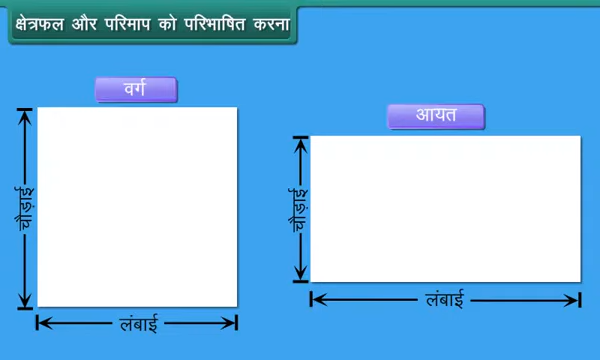 क्षेत्रफल और परिमाप को परिभाषित करना
वर्ग
आयत
चौड़ाई
लंबाई
चौड़ाई
लंबाई